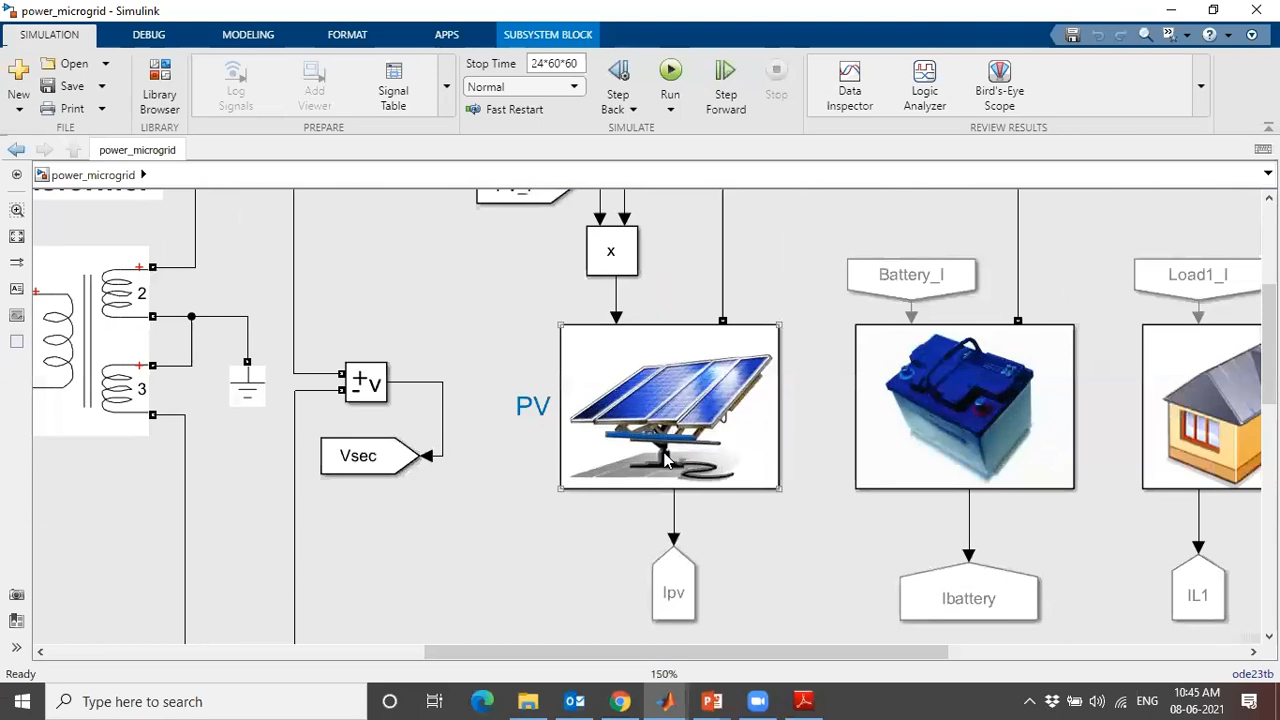 power_microgrid - Simulink
SIMULATION
DEBUG
MODELING
FORMAT
APPS
SUBSYSTEM BLOCK
New
Open
Save
Print
FILE
Library
Browser
LIBRARY
Log
Signals
Add
Viewer
Signal
Table
PREPARE
Stop Time
24*60*60
Normal
Fast Restart
Step
Back
Run
Step
Forward
Stop
SIMULATE
Data
Inspector
Logic
Analyzer
Bird's-Eye
Scope
REVIEW RESULTS
power_microgrid
power_microgrid
2
3
+v
-
Vsec
x
PV
Ipv
Battery_I
Ibattery
Load1_I
IL1
Ready
150%
ode23tb
Type here to search
ENG
10:45 AM
08-06-2021